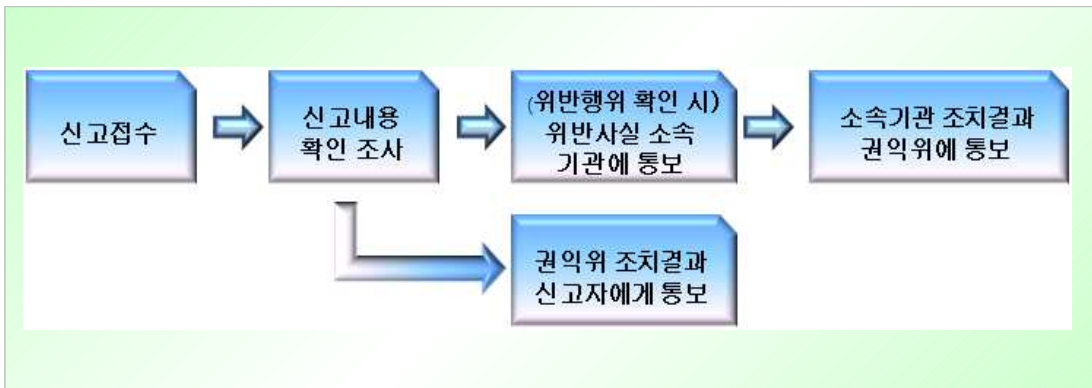 신고접수
신고내용
확인 조사
(위반행위 확인 시)
위반사실 소속
기관에 통보
소속기관 조치결과
권익위에 통보
권익위 조치결과
신고자에게 통보